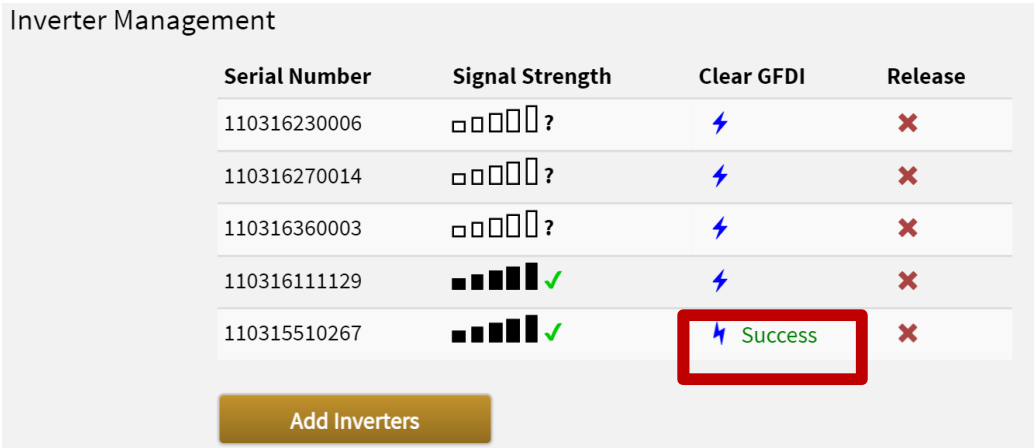 Inverter Management
Serial Number Signal Strength Clear GFDI Release
110316230006 ?
110316270014 ?
110316360003 ?
110316111129
110315510267 Success
Add Inverters